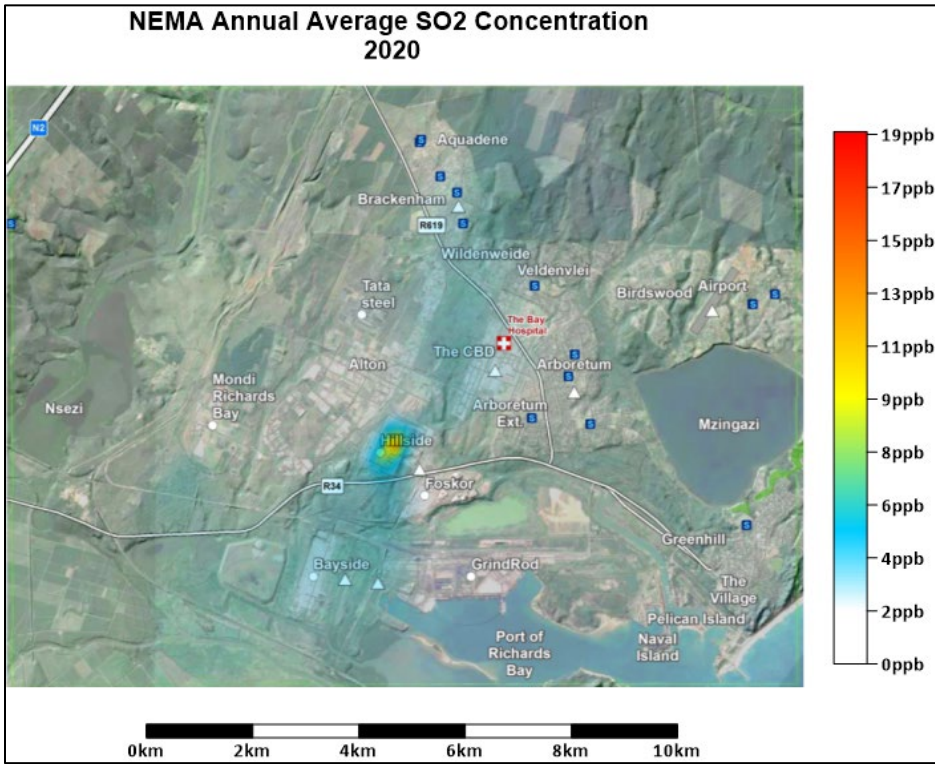 NEMA Annual Average SO2 Concentration
2020
N2
S
Aquadene
S
S
Brackenham
S
S
R619
Wildenweide
Veldenvlei
S
Tata
steel
Birdswood
Airport
S
S
The Bay
Hospital
The CBD
S
Alton
Arboretum
S
Mondi
Richards
Bay
Nsezi
Arboretum
Ext.
S
S
Mzingazi
Hillside
R34
Foskor
S
Greenhill
Bayside
GrindRod
The
Village
Pelican Island
Port of
Richards
Bay
Naval
Island
19ppb
17ppb
15ppb
13ppb
11ppb
9ppb
8ppb
6ppb
4ppb
2ppb
0ppb
0km 2km 4km 6km 8km 10km